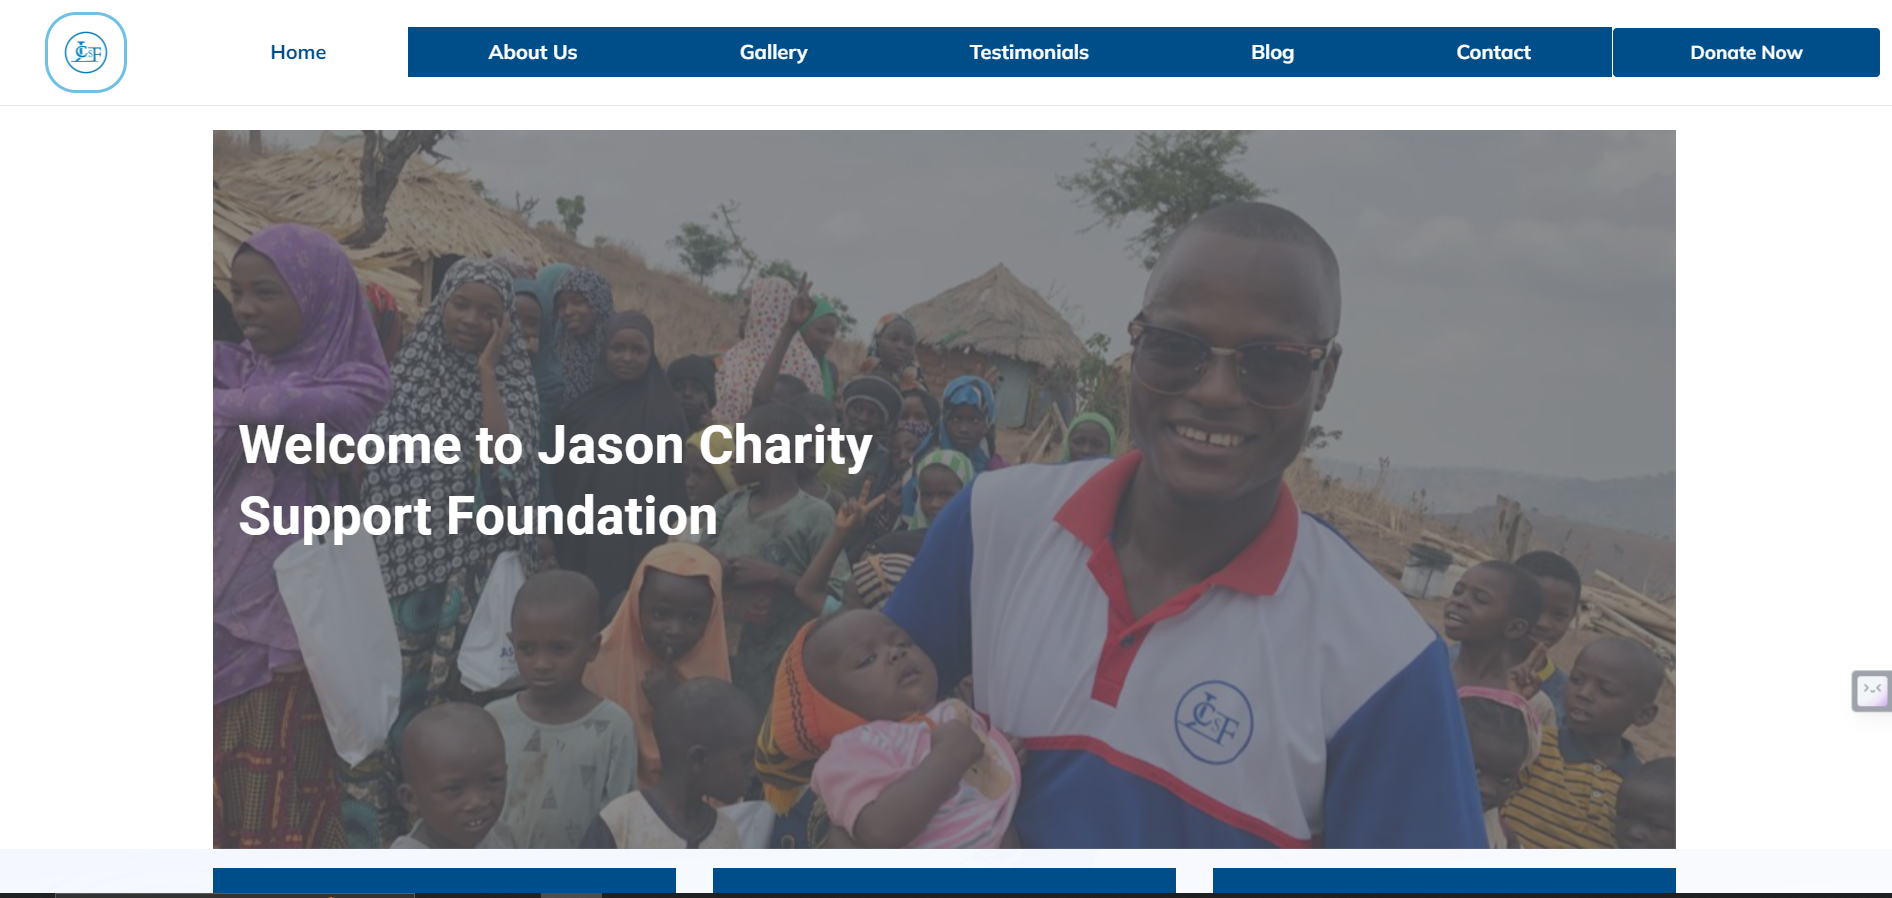 JCSF
Home
About Us
Gallery
Testimonials
Blog
Contact
Donate Now
Welcome to Jason Charity
Support Foundation
JCSF